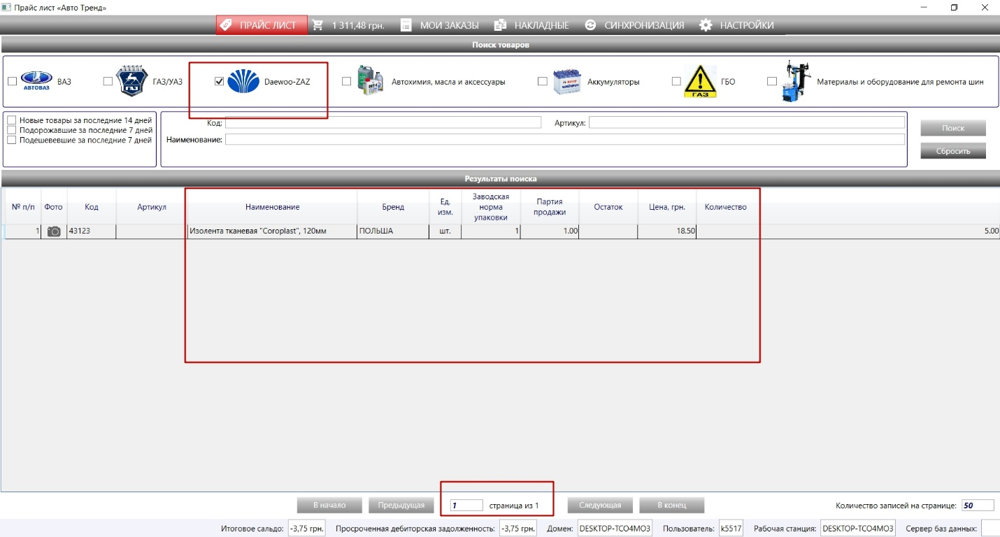 Прайс лист «Авто Тренд»
ПРАЙС ЛИСТ 1 311,48 грн. МОИ ЗАКАЗЫ НАКЛАДНЫЕ СИНХРОНИЗАЦИЯ НАСТРОЙКИ
Поиск товаров
АВТОВАЗ ВАЗ ГАЗ ГАЗ/УАЗ Daewoo-ZAZ Автохимия, масла и аксессуары Аккумуляторы ГАЗ ГБО Материалы и оборудование для ремонта шин
Новые товары за последние 14 дней
Подорожавшие за последние 7 дней
Подешевевшие за последние 7 дней
Код: Артикул:
Наименование:
Поиск
Сбросить
Результаты поиска
№ п/п Фото Код Артикул Наименование Бренд Ед. изм. Заводская норма упаковки Партия продажи Остаток Цена, грн. Количество
1 43123 Изолента тканевая "Coroplast", 120мм ПОЛЬША шт. 1 1.00 18.50 5.00
В начало Предыдущая 1 страница из 1 Следующая В конец Количество записей на странице: 50
Итоговое сальдо: -3,75 грн. Просроченная дебиторская задолженность: -3,75 грн. Домен: DESKTOP-TCO4MO3 Пользователь: k5517 Рабочая станция: DESKTOP-TCO4MO3 Сервер баз данных: